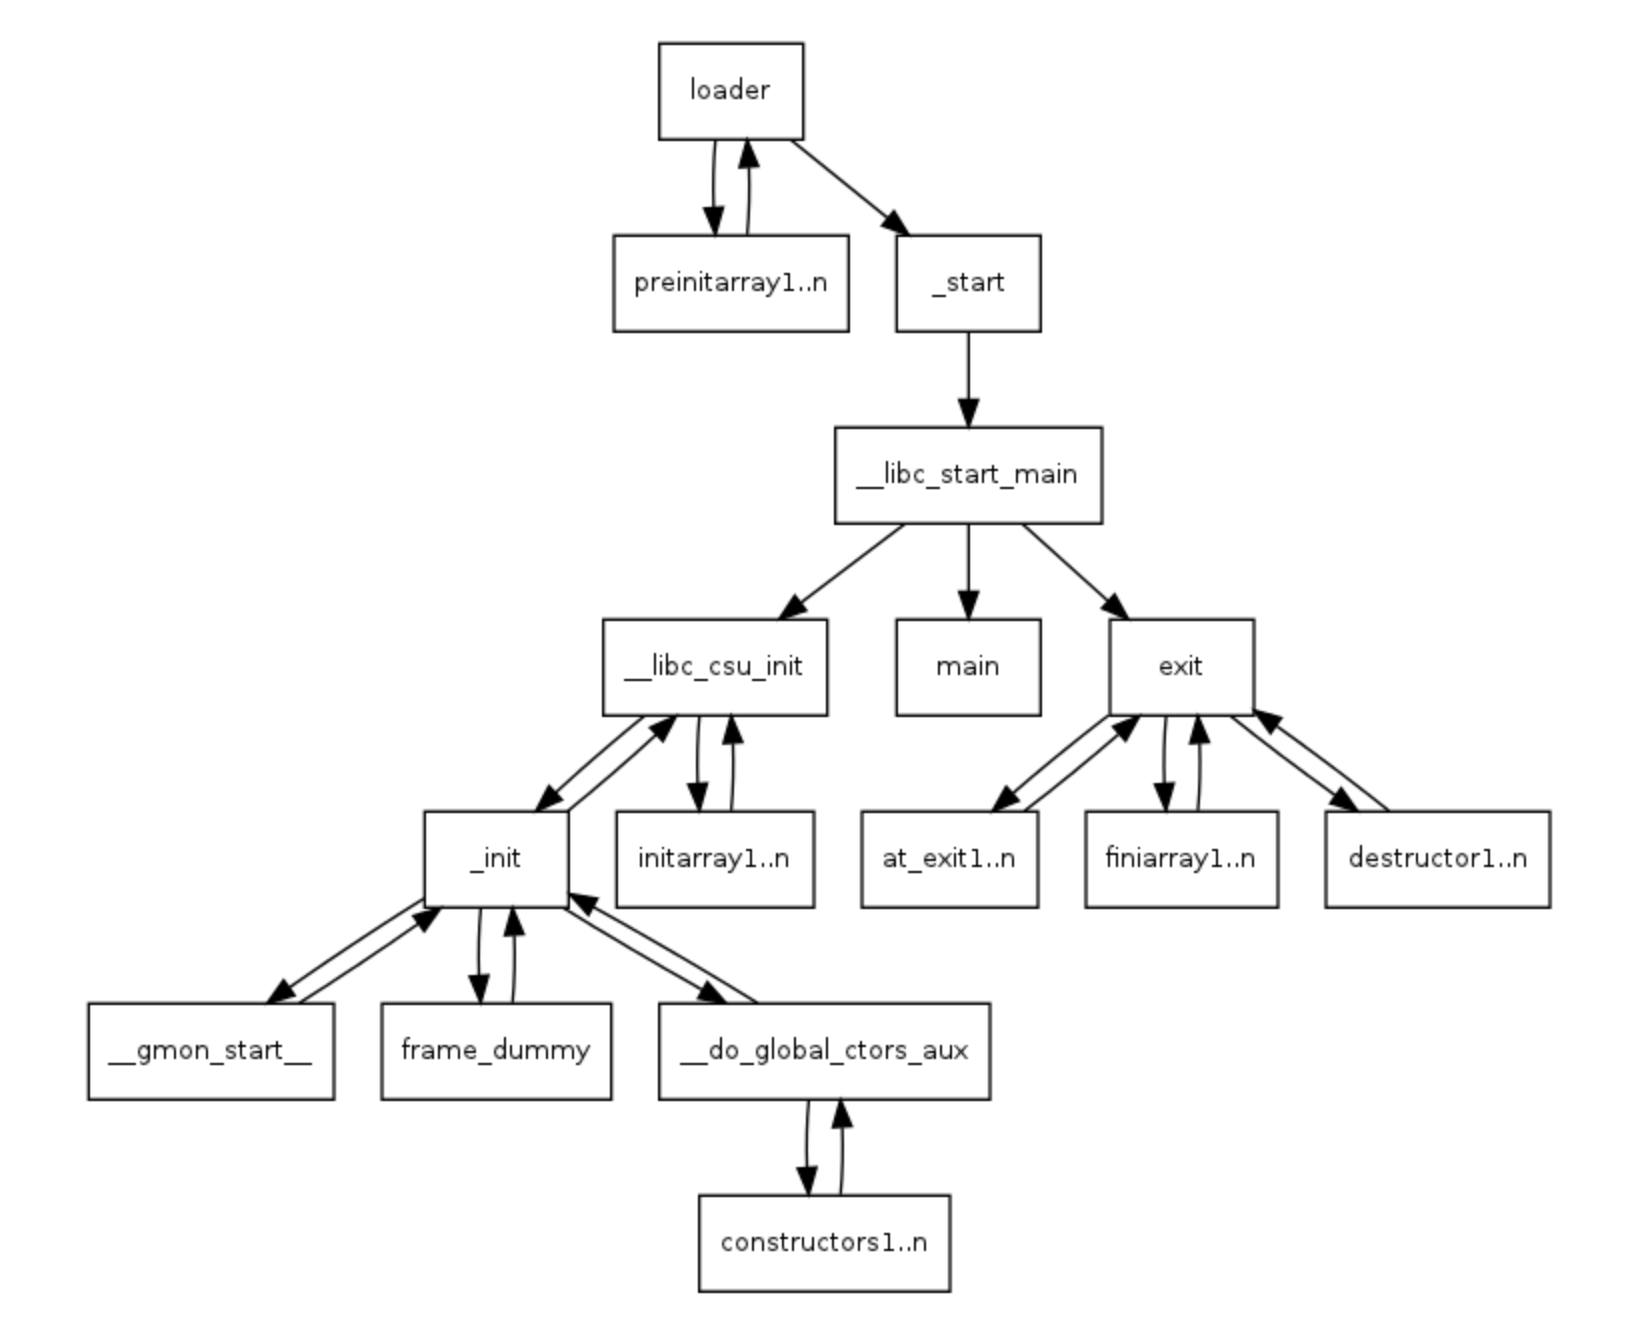 loader
preinitarray1..n
_start
__libc_start_main
__libc_csu_init
main
exit
_init
initarray1..n
at_exit1..n
finiarray1..n
destructor1..n
__gmon_start__
frame_dummy
__do_global_ctors_aux
constructors1..n